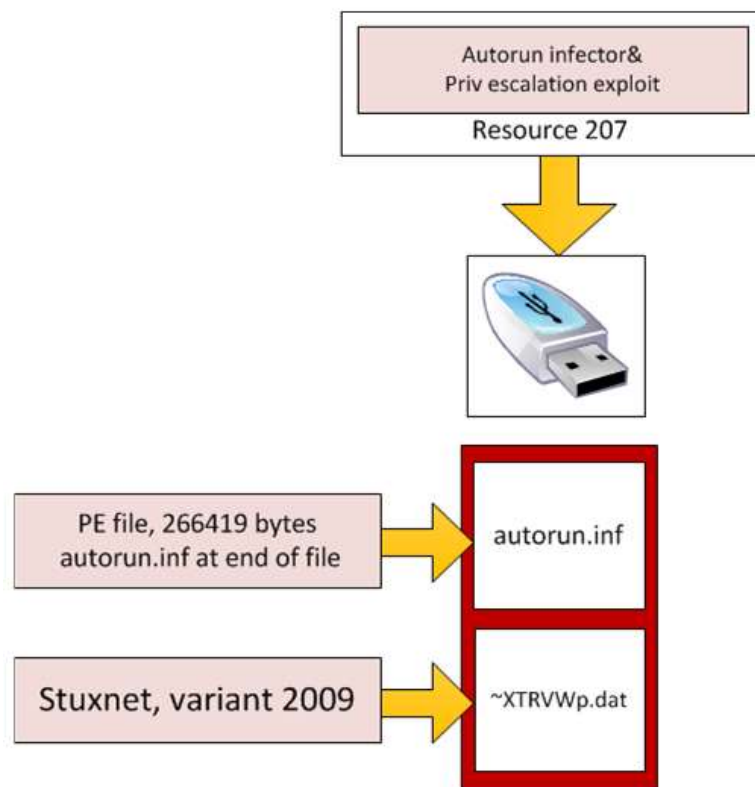 Autorun infector&
Priv escalation exploit
Resource 207
PE file, 266419 bytes
autorun.inf at end of file
autorun.inf
Stuxnet, variant 2009
~XTRVWp.dat